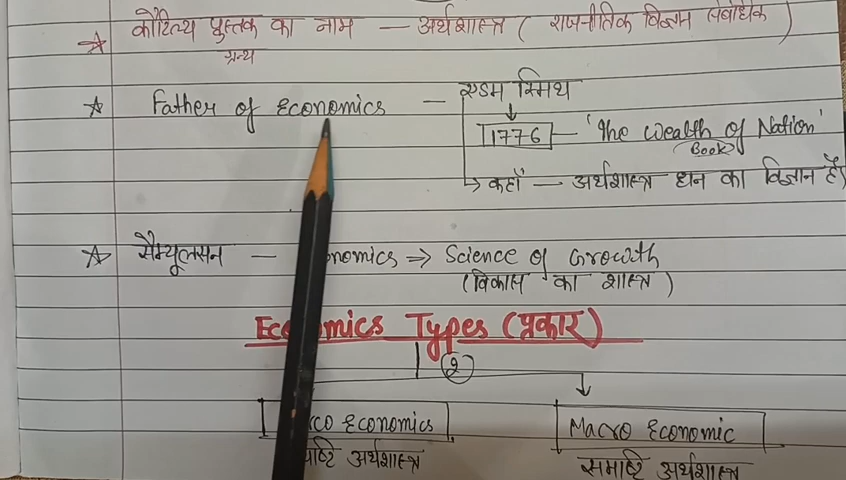 ☆ कौटिल्य पुस्तक का नाम — अर्थशास्त्र ( राजनीतिक विज्ञान संबंधित )
ग्रन्थ
☆ Father of Economics — एडम स्मिथ
1776 — 'The Wealth of Nation'
Book
→ कहाँ — अर्थशास्त्र धन का विज्ञान है।
☆ सैम्यूलसन — nomics ⇒ Science of Growth
(विकास का शास्त्र)
Economics Types (प्रकार)
2
co Economics Macro Economic
ष्टि अर्थशास्त्र समष्टि अर्थशास्त्र